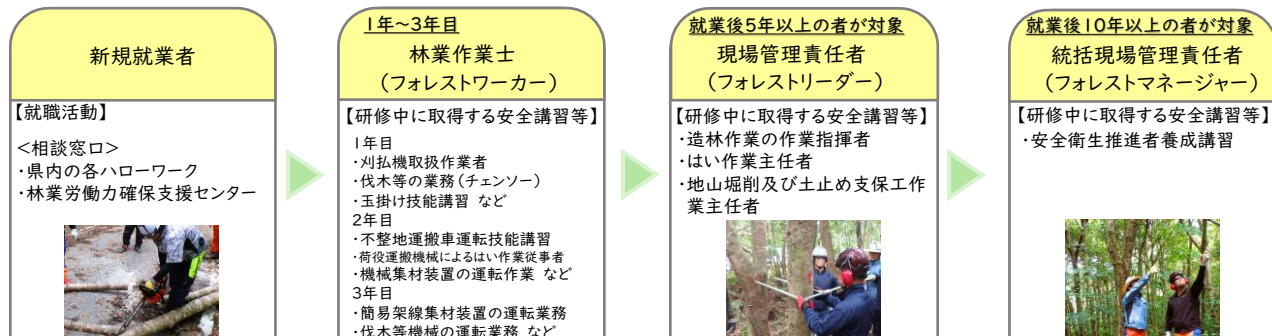 新規就業者
【就職活動】
<相談窓口>
・県内の各ハローワーク
・林業労働力確保支援センター
1年~3年目
林業作業士
(フォレストワーカー)
【研修中に取得する安全講習等】
1年目
・刈払機取扱作業者
・伐木等の業務(チェンソー)
・玉掛け技能講習 など
2年目
・不整地運搬車運転技能講習
・荷役運搬機械によるはい作業従事者
・機械集材装置の運転作業 など
3年目
・簡易架線集材装置の運転業務
・伐木等機械の運転業務 など
就業後5年以上の者が対象
現場管理責任者
(フォレストリーダー)
【研修中に取得する安全講習等】
・造林作業の作業指揮者
・はい作業主任者
・地山堀削及び土止め支保工作
業主任者
就業後10年以上の者が対象
統括現場管理責任者
(フォレストマネージャー)
【研修中に取得する安全講習等】
・安全衛生推進者養成講習